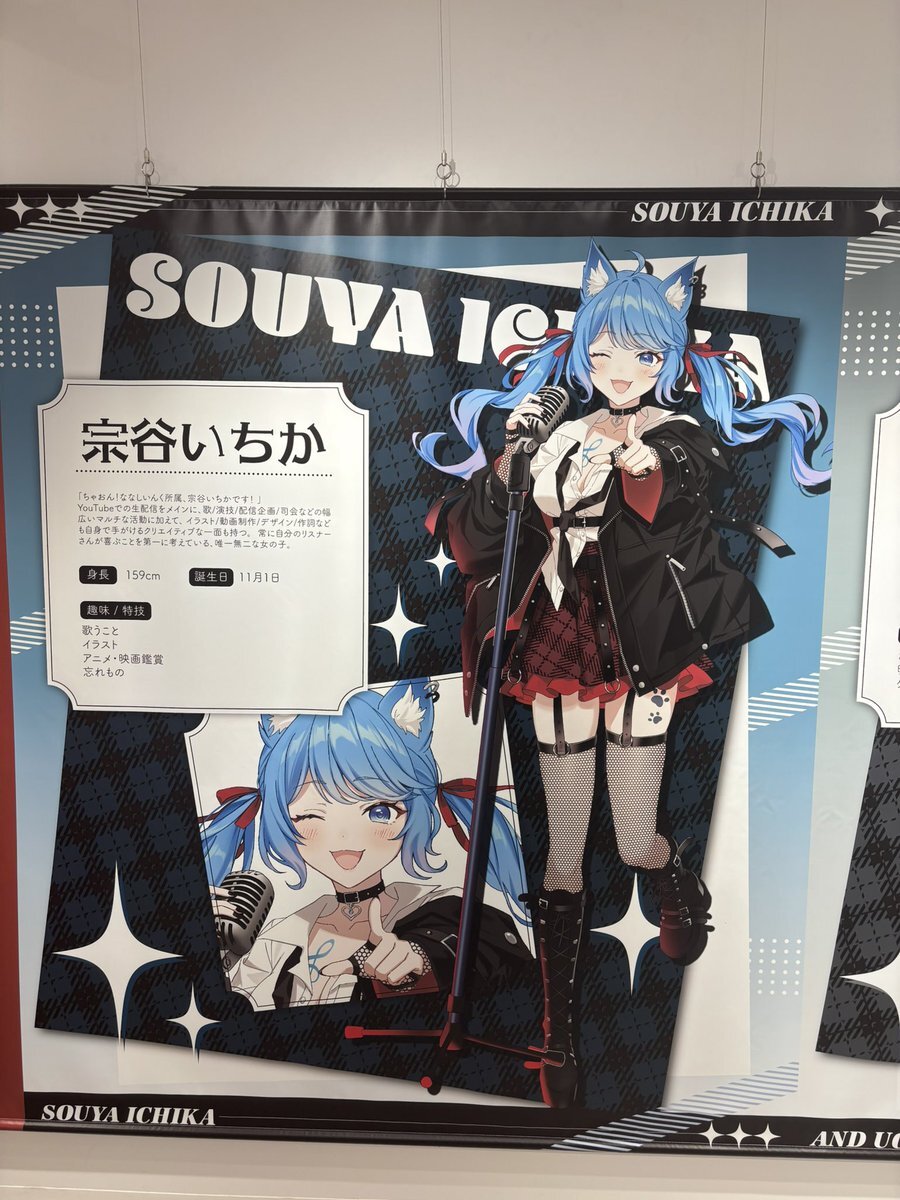 SOUYA ICHIKA
SOUYA IC
宗谷いちか
「ちゃおん!ななしいんく所属、宗谷いちかです!」
YouTubeでの生配信をメインに、歌/演技/配信企画/司会などの幅
広いマルチな活動に加えて、イラスト/動画制作/デザイン/作詞など
も自身で手がけるクリエイティブな一面も持つ。常に自分のリスナー
さんが喜ぶことを第一に考えている、唯一無二な女の子。
身長 159cm 誕生日 11月1日
趣味 / 特技
歌うこと
イラスト
アニメ・映画鑑賞
忘れもの
SOUYA ICHIKA
AND UG